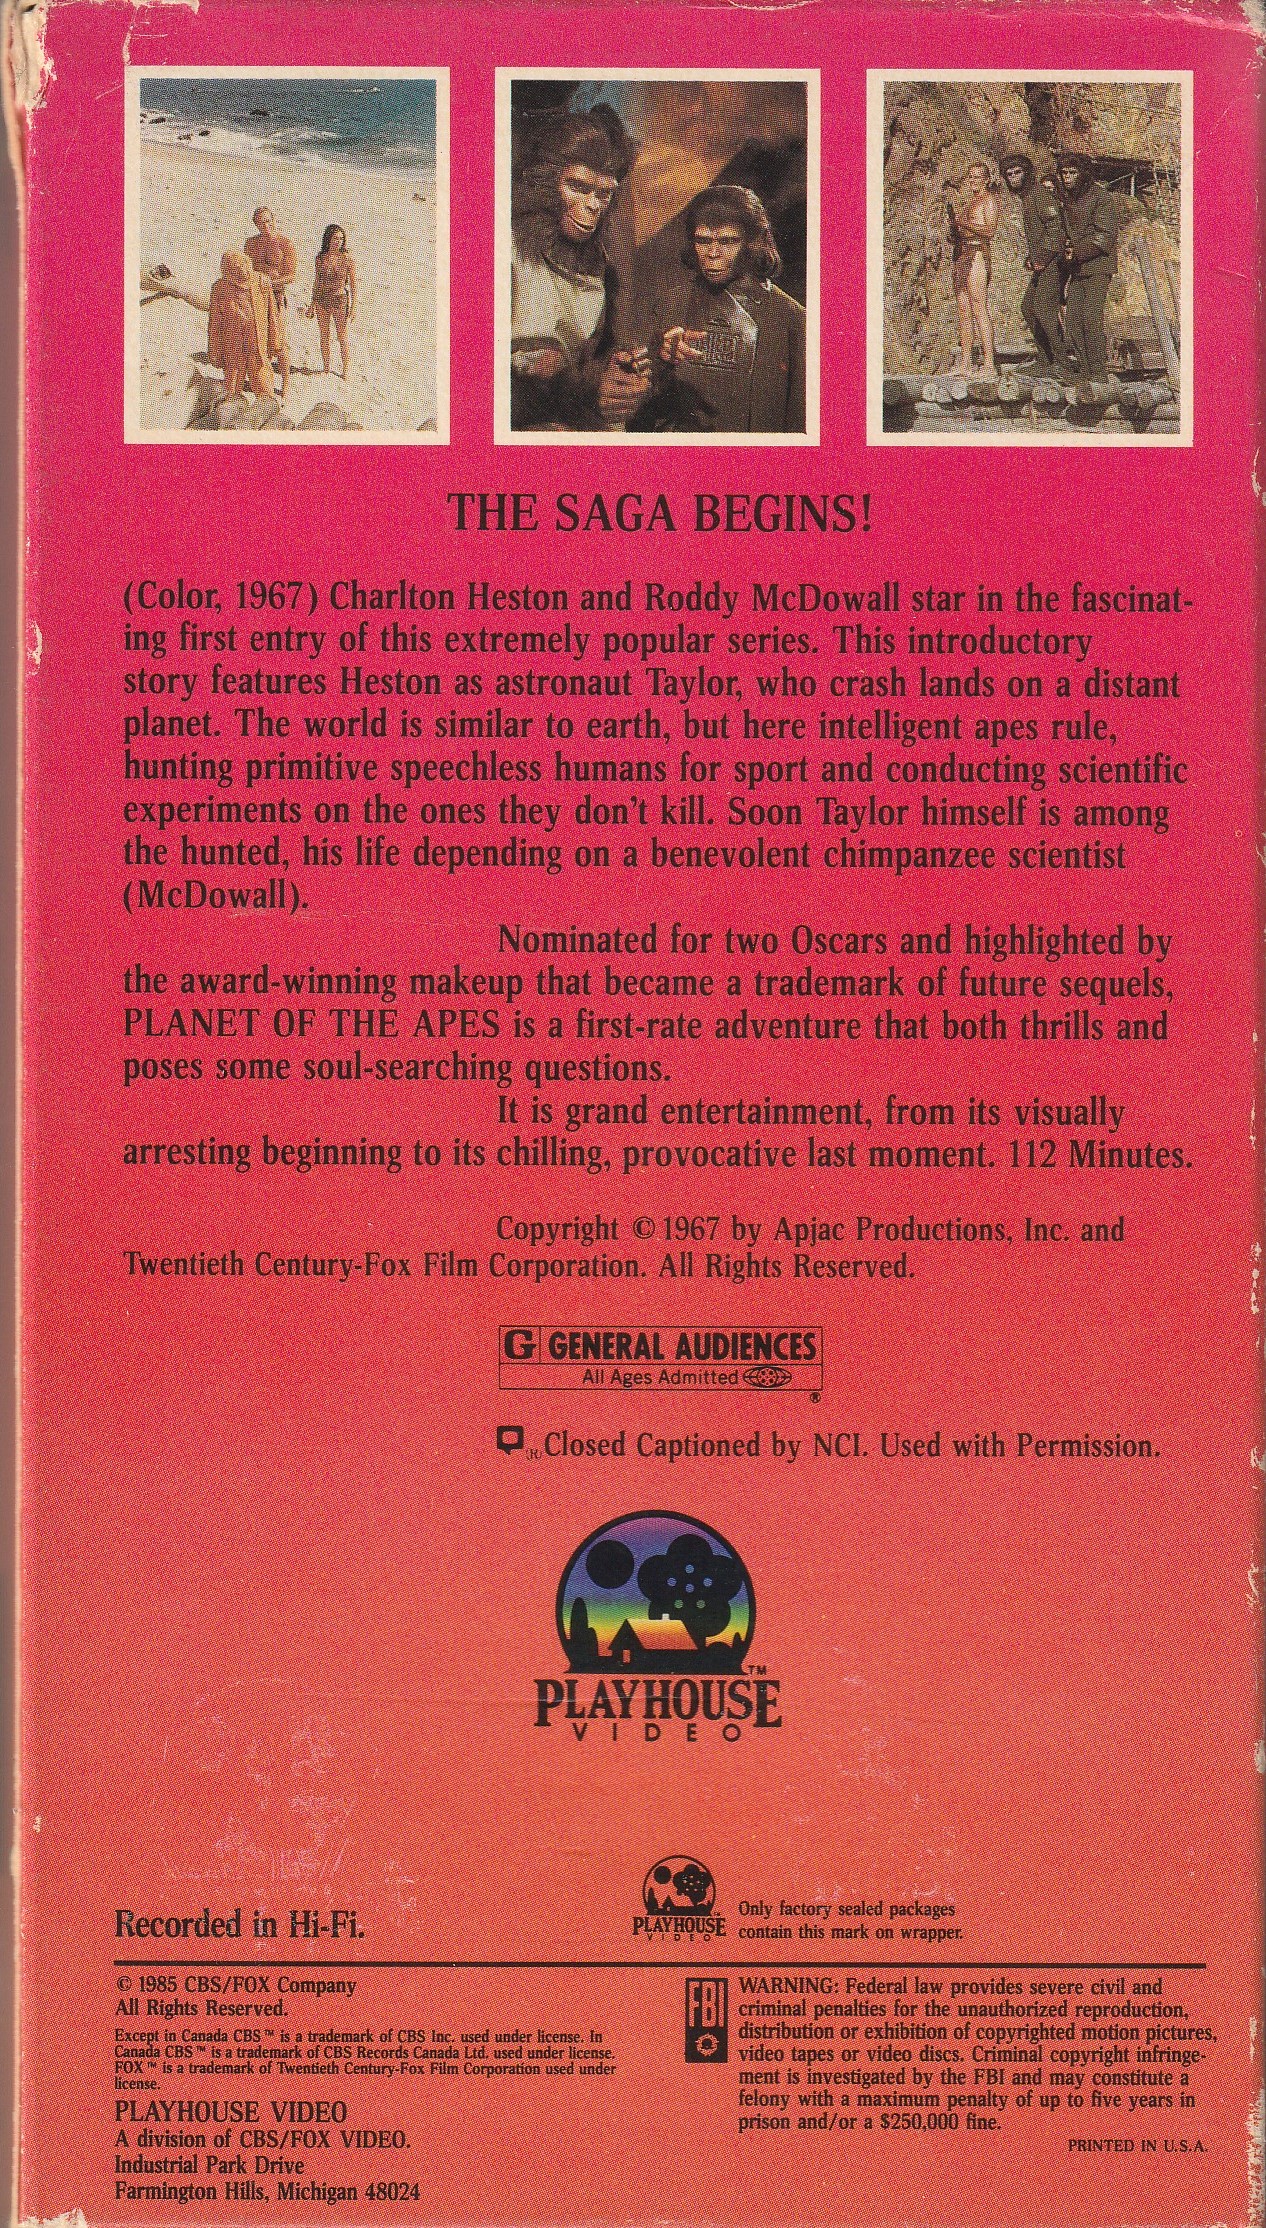 THE SAGA BEGINS!
(Color, 1967) Charlton Heston and Roddy McDowall star in the fascinat-
ing first entry of this extremely popular series. This introductory
story features Heston as astronaut Taylor, who crash lands on a distant
planet. The world is similar to earth, but here intelligent apes rule,
hunting primitive speechless humans for sport and conducting scientific
experiments on the ones they don't kill. Soon Taylor himself is among
the hunted, his life depending on a benevolent chimpanzee scientist
(McDowall).
Nominated for two Oscars and highlighted by
the award-winning makeup that became a trademark of future sequels,
PLANET OF THE APES is a first-rate adventure that both thrills and
poses some soul-searching questions.
It is grand entertainment, from its visually
arresting beginning to its chilling, provocative last moment. 112 Minutes.
Copyright © 1967 by Apjac Productions, Inc. and
Twentieth Century-Fox Film Corporation. All Rights Reserved.
G GENERAL AUDIENCES
All Ages Admitted
®
® Closed Captioned by NCI. Used with Permission.
™
PLAYHOUSE
VIDEO
Recorded in Hi-Fi.
PLAYHOUSE
VIDEO
Only factory sealed packages
contain this mark on wrapper.
© 1985 CBS/FOX Company
All Rights Reserved.
Except in Canada CBS™ is a trademark of CBS Inc. used under license. In
Canada CBS™ is a trademark of CBS Records Canada Ltd. used under license.
FOX™ is a trademark of Twentieth Century-Fox Film Corporation used under
license.
PLAYHOUSE VIDEO
A division of CBS/FOX VIDEO.
Industrial Park Drive
Farmington Hills, Michigan 48024
FBI
WARNING: Federal law provides severe civil and
criminal penalties for the unauthorized reproduction,
distribution or exhibition of copyrighted motion pictures,
video tapes or video discs. Criminal copyright infringe-
ment is investigated by the FBI and may constitute a
felony with a maximum penalty of up to five years in
prison and/or a $250,000 fine.
PRINTED IN U.S.A.